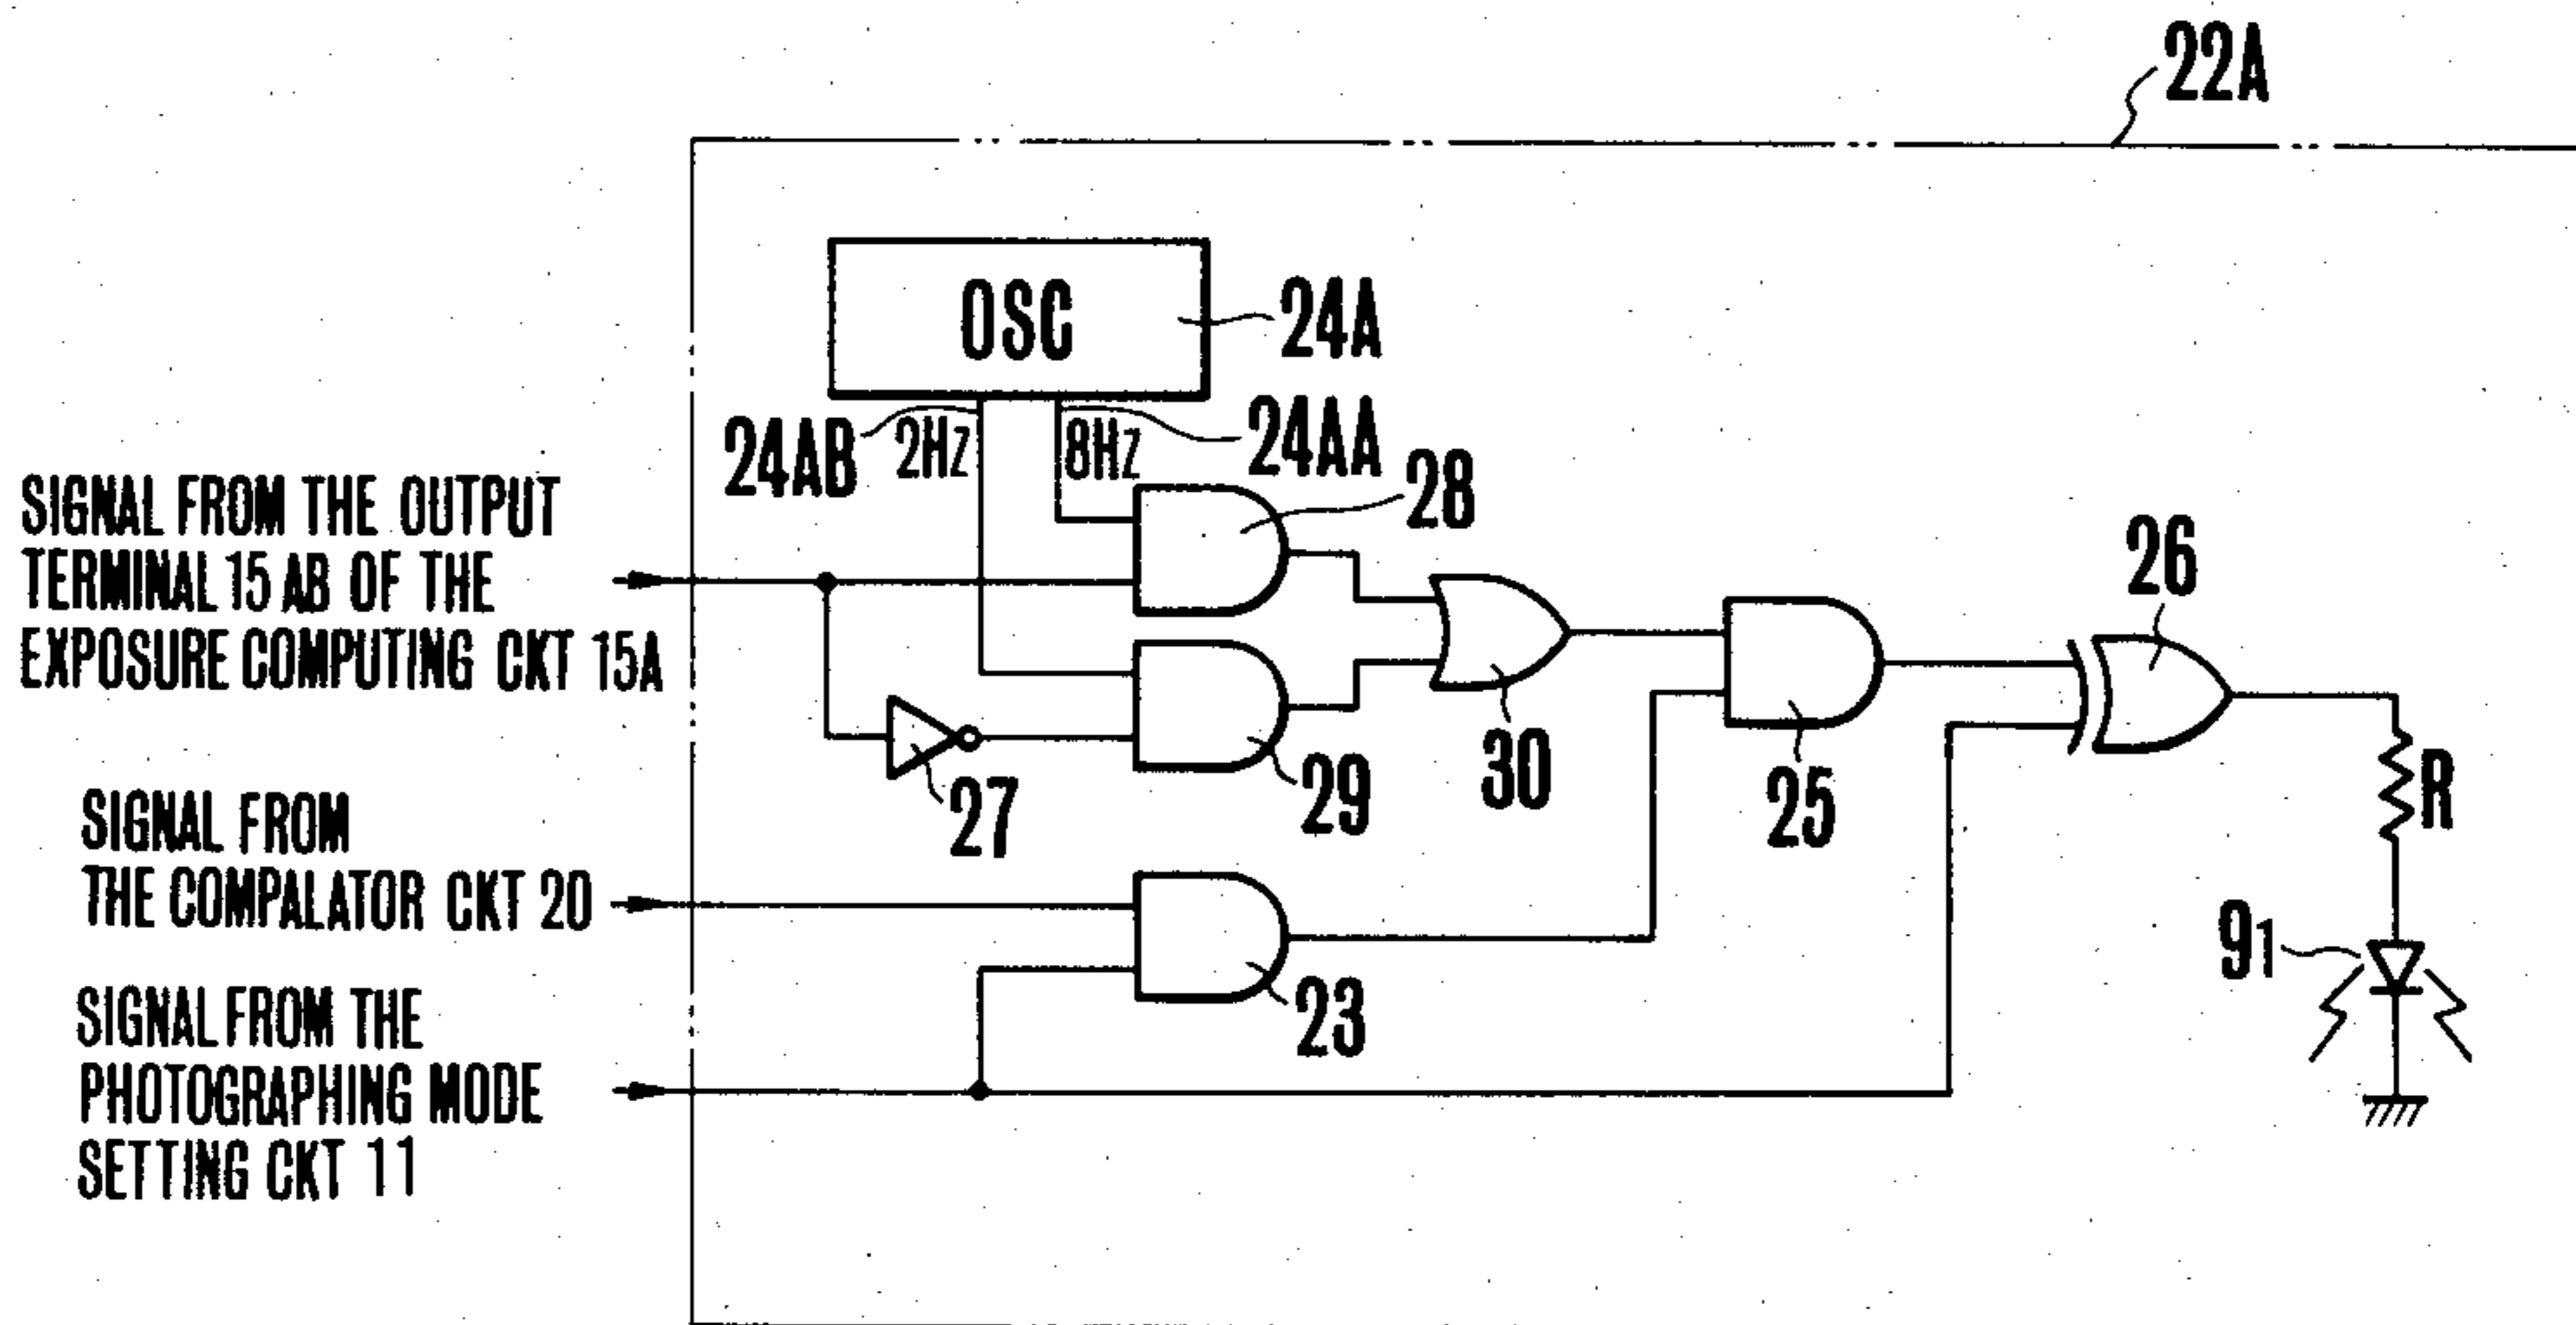 22A
OSC
24A
24AB
2Hz
8Hz
24AA
28
SIGNAL FROM THE OUTPUT
TERMINAL 15 AB OF THE
EXPOSURE COMPUTING CKT 15A
26
27
29
30
25
R
SIGNAL FROM
THE COMPALATOR CKT 20
23
91
SIGNAL FROM THE
PHOTOGRAPHING MODE
SETTING CKT 11